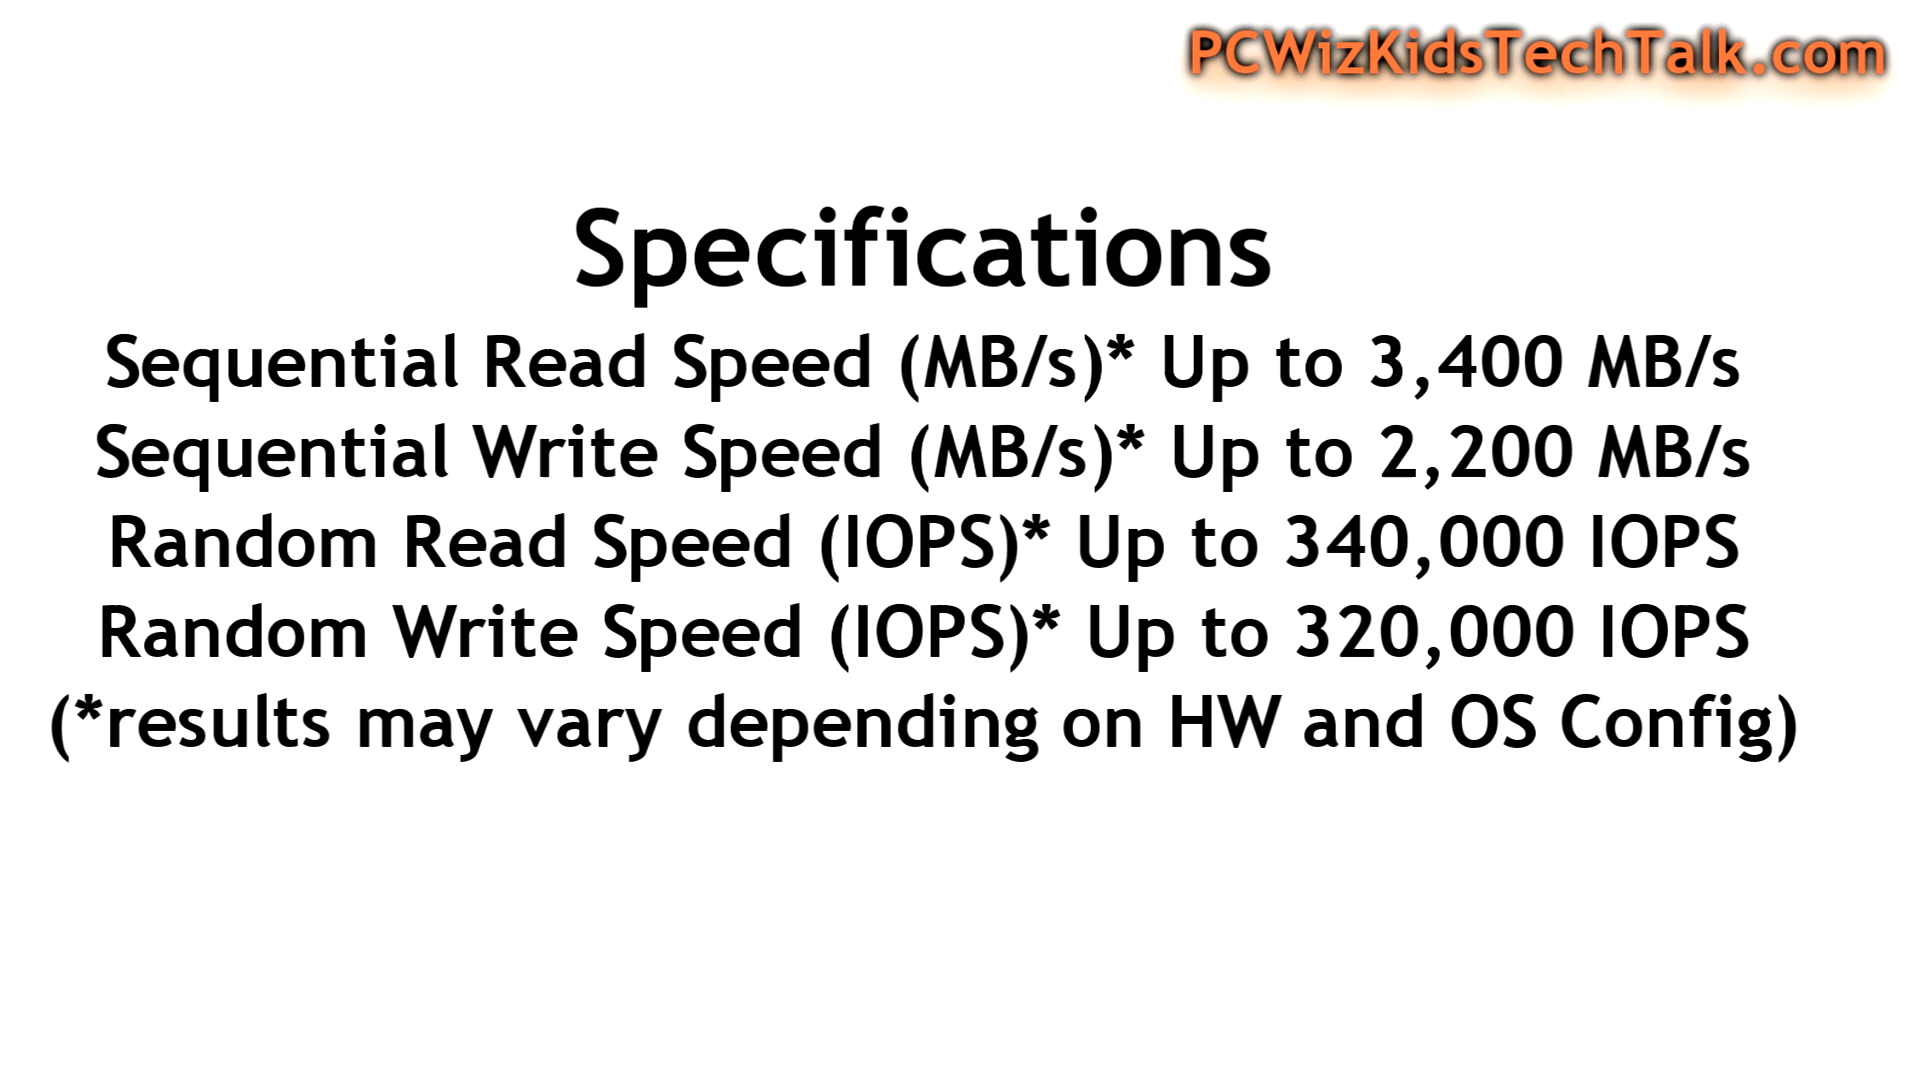 PCWizKidsTechTalk.com
Specifications
Sequential Read Speed (MB/s)* Up to 3,400 MB/s
Sequential Write Speed (MB/s)* Up to 2,200 MB/s
Random Read Speed (IOPS)* Up to 340,000 IOPS
Random Write Speed (IOPS)* Up to 320,000 IOPS
(*results may vary depending on HW and OS Config)